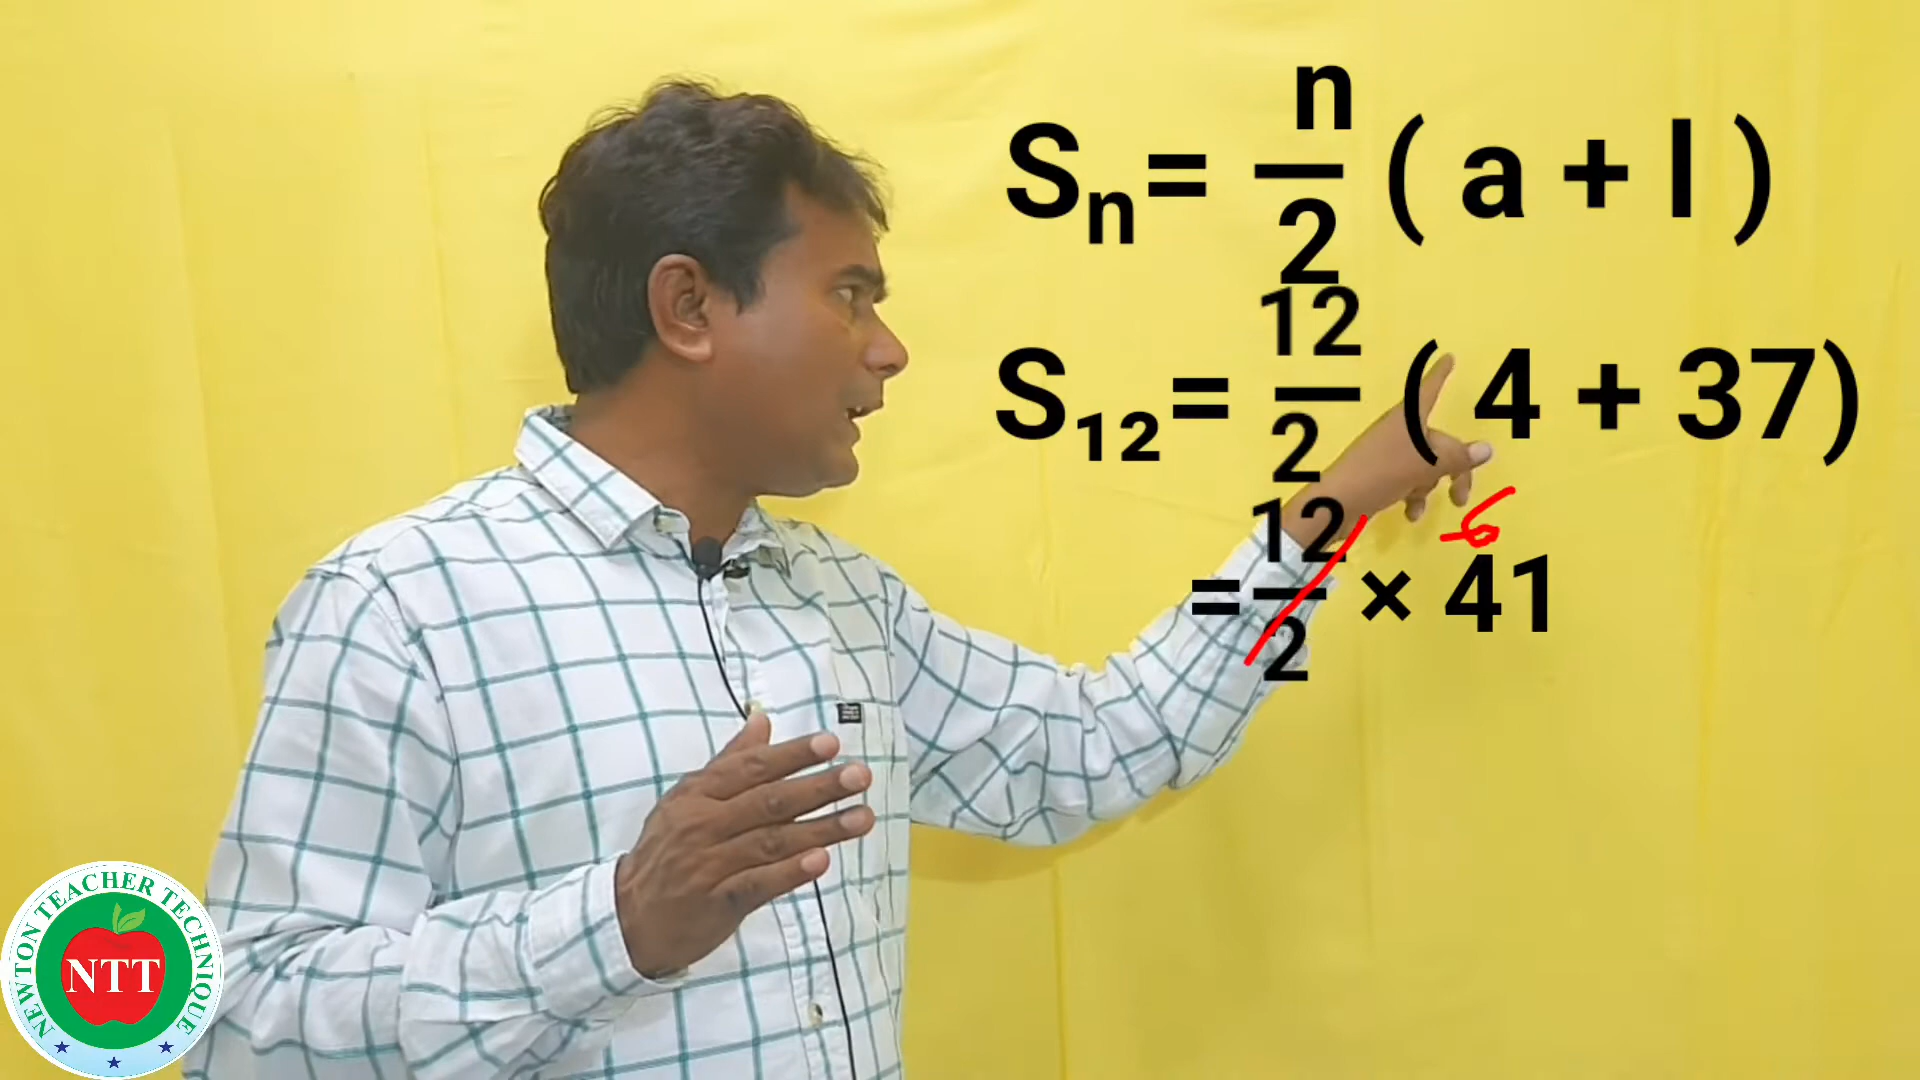 Sₙ= n/2 ( a + l )
S₁₂= 12/2 ( 4 + 37)
6
= 12/2 × 41
NEWTON TEACHER TECHNIQUE
NTT